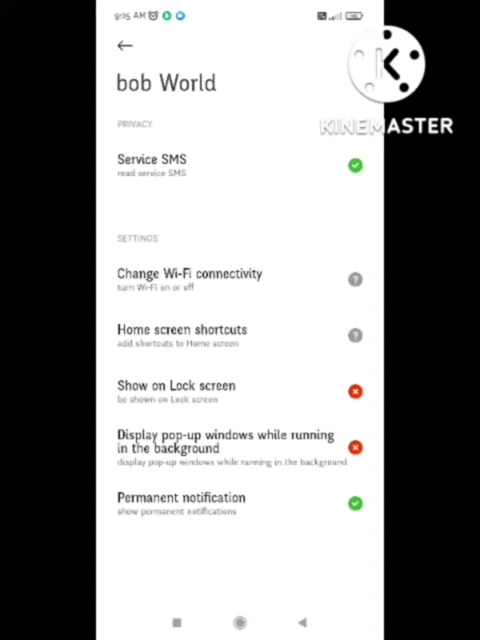 9:25 AM
bob World
KINEMASTER
PRIVACY
Service SMS
read service SMS
SETTINGS
Change Wi-Fi connectivity
turn Wi-Fi on or off
Home screen shortcuts
add shortcuts to Home screen
Show on Lock screen
be shown on Lock screen
Display pop-up windows while running
in the background
display pop-up windows while running in the background
Permanent notification
show permanent notifications